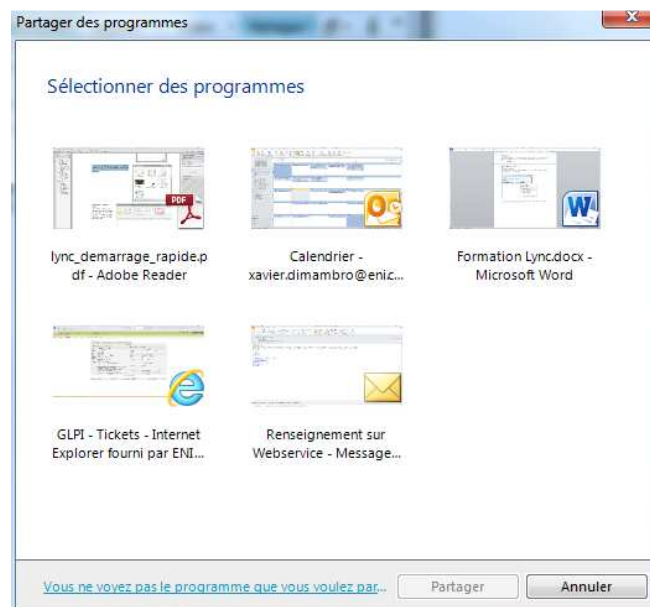 Partager des programmes
Sélectionner des programmes
PDF
lync_demarrage_rapide.p
df - Adobe Reader
Calendrier -
xavier.dimambro@eni.c...
Formation Lync.docx -
Microsoft Word
GLPI - Tickets - Internet
Explorer fourni par ENI...
Renseignement sur
Webservice - Message...
Vous ne voyez pas le programme que vous voulez par...
Partager
Annuler